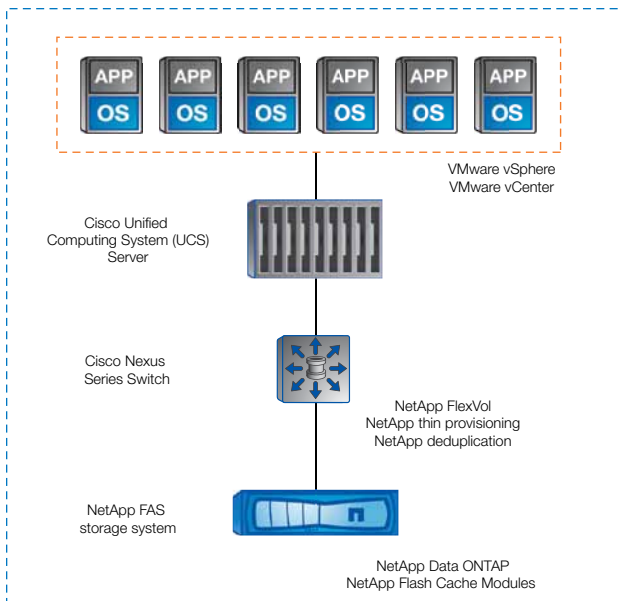 APP APP APP APP APP APP
OS OS OS OS OS OS
VMware vSphere
VMware vCenter
Cisco Unified
Computing System (UCS)
Server
Cisco Nexus
Series Switch
NetApp FlexVol
NetApp thin provisioning
NetApp deduplication
NetApp FAS
storage system
NetApp Data ONTAP
NetApp Flash Cache Modules